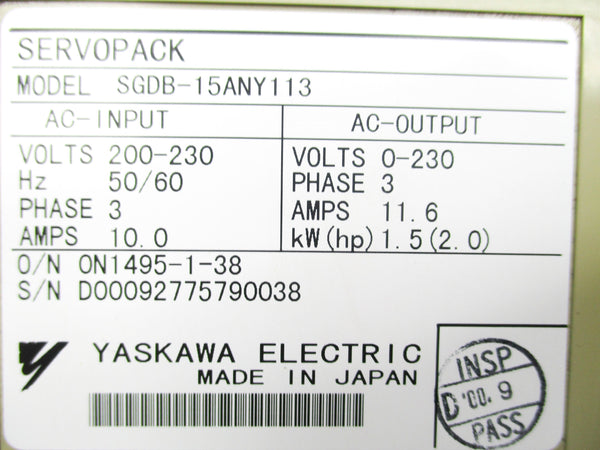 SERVOPACK
MODEL SGDB-15ANY113
AC-INPUT
VOLTS 200-230
Hz 50/60
PHASE 3
AMPS 10.0
AC-OUTPUT
VOLTS 0-230
PHASE 3
AMPS 11.6
kW(hp) 1.5(2.0)
O/N ON1495-1-38
S/N D00092775790038
YASKAWA ELECTRIC
MADE IN JAPAN
INSP
D'00.9
PASS